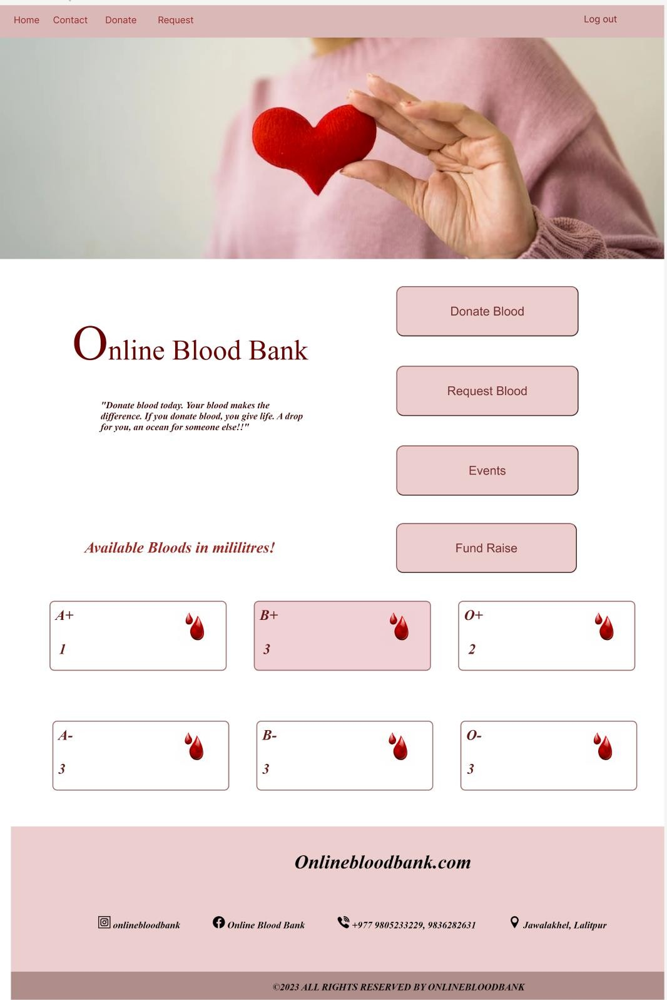 Home Contact Donate Request Log out
Online Blood Bank
"Donate blood today. Your blood makes the
difference. If you donate blood, you give life. A drop
for you, an ocean for someone else!!"
Donate Blood
Request Blood
Events
Fund Raise
Available Bloods in mililitres!
A+ B+ O+
1 3 2
A- B- O-
3 3 3
Onlinebloodbank.com
onlinebloodbank Online Blood Bank +977 9805233229, 9836282631 Jawalakhel, Lalitpur
©2023 ALL RIGHTS RESERVED BY ONLINEBLOODBANK